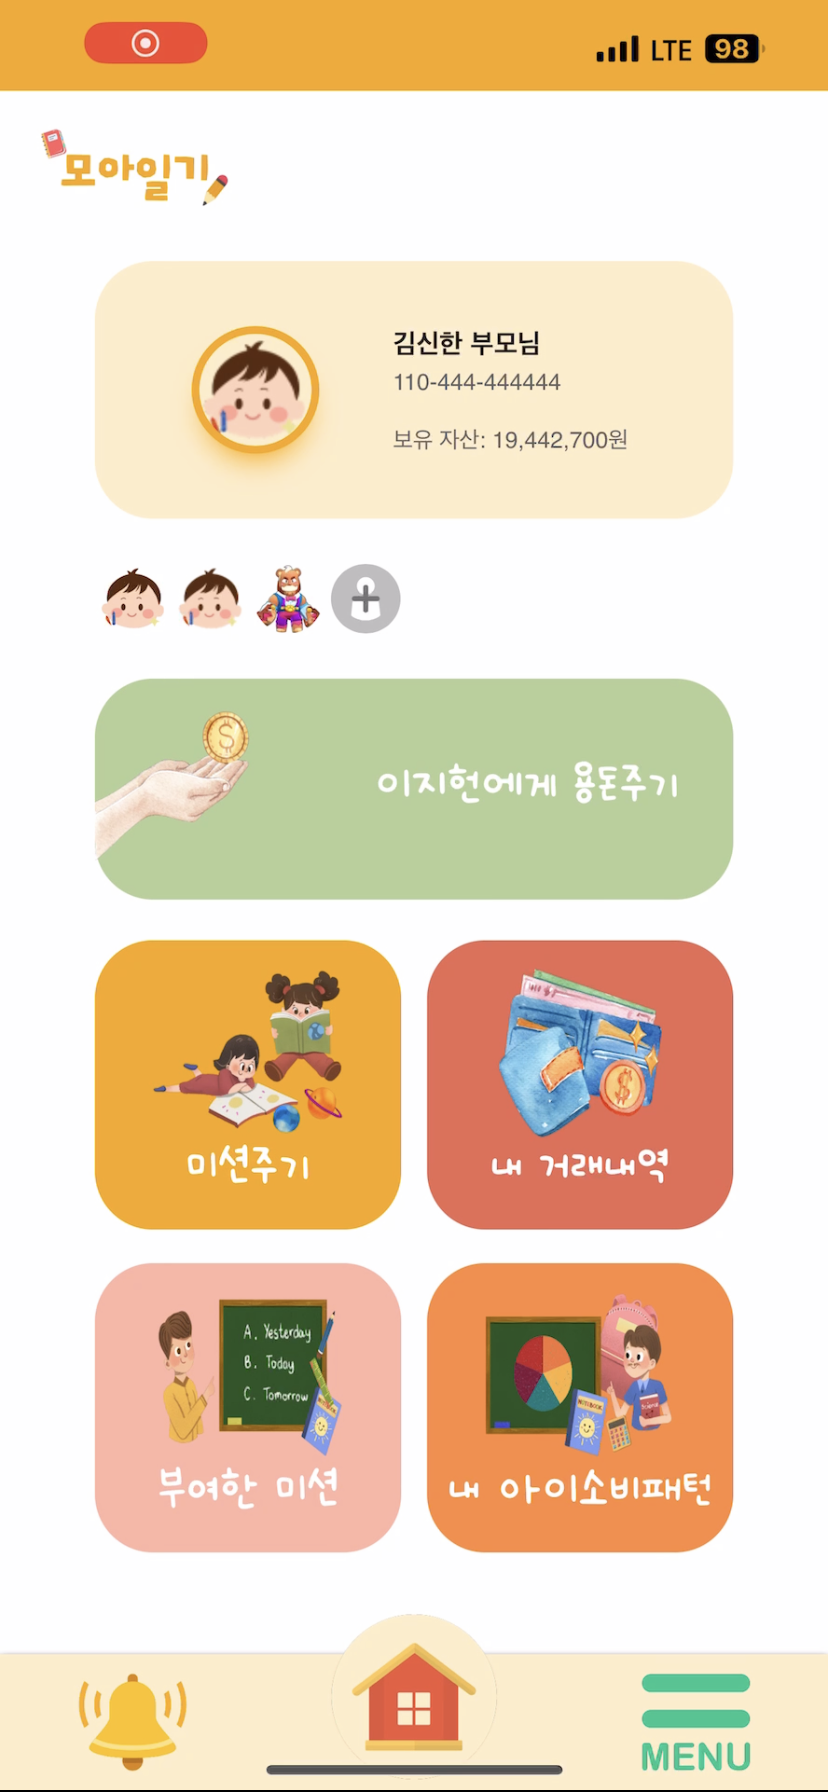 LTE 98
모아일기
김신한 부모님
110-444-444444
보유 자산: 19,442,700원
이지헌에게 용돈주기
미션주기
내 거래내역
A. Yesterday
B. Today
C. Tomorrow
NOTEBOOK
부여한 미션
NOTEBOOK
내 아이소비패턴
MENU